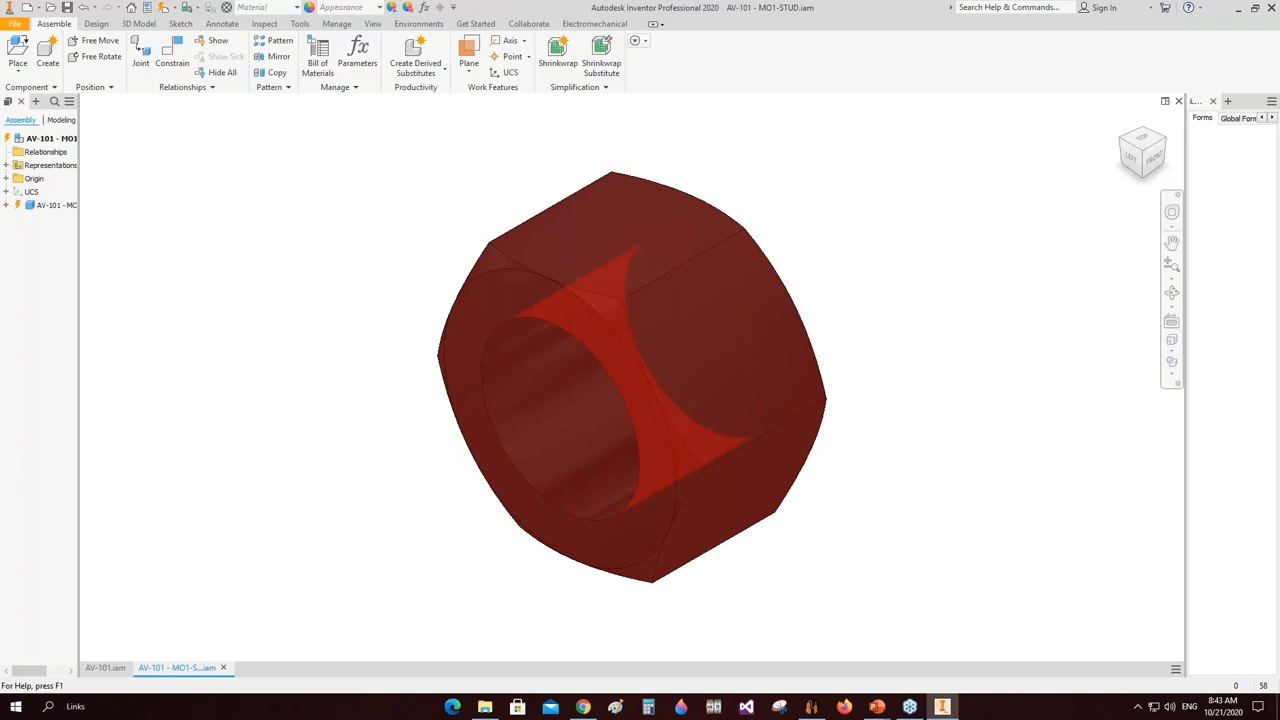 Material
Appearance
Autodesk Inventor Professional 2020 AV-101 - MO1-STUD.iam
Search Help & Commands...
Sign In
File Assemble Design 3D Model Sketch Annotate Inspect Tools Manage View Environments Get Started Collaborate Electromechanical
Place
Create
Component
Free Move
Free Rotate
Position
Joint
Constrain
Show
Show Sick
Hide All
Relationships
Pattern
Mirror
Copy
Pattern
Bill of
Materials
Parameters
Manage
Create Derived
Substitutes
Productivity
Plane
Axis
Point
UCS
Work Features
Shrinkwrap
Shrinkwrap
Substitute
Simplification
Assembly Modeling
AV-101 - MO1
Relationships
Representations
Origin
UCS
AV-101 - MC
TOP
LEFT
FRONT
iL...
Forms Global Forr
AV-101.iam
AV-101 - MO1-S...iam
For Help, press F1
0 58
Links
ENG
8:43 AM
10/21/2020